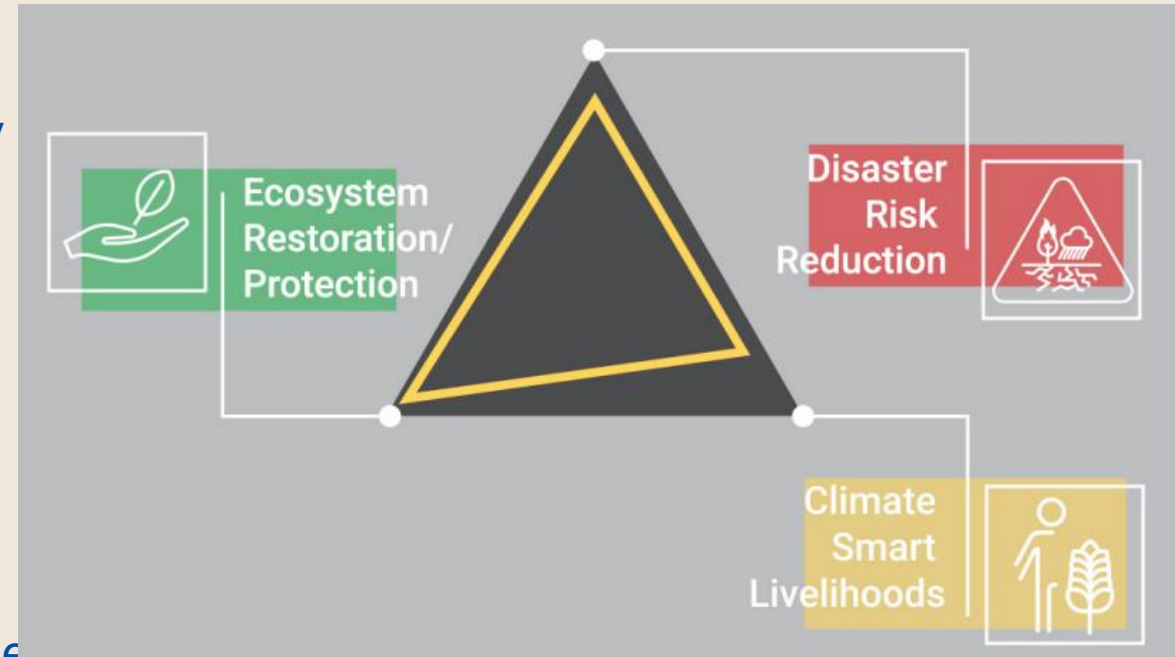 Ecosystem
Restoration/
Protection
Disaster
Risk
Reduction
Climate
Smart
Livelihoods